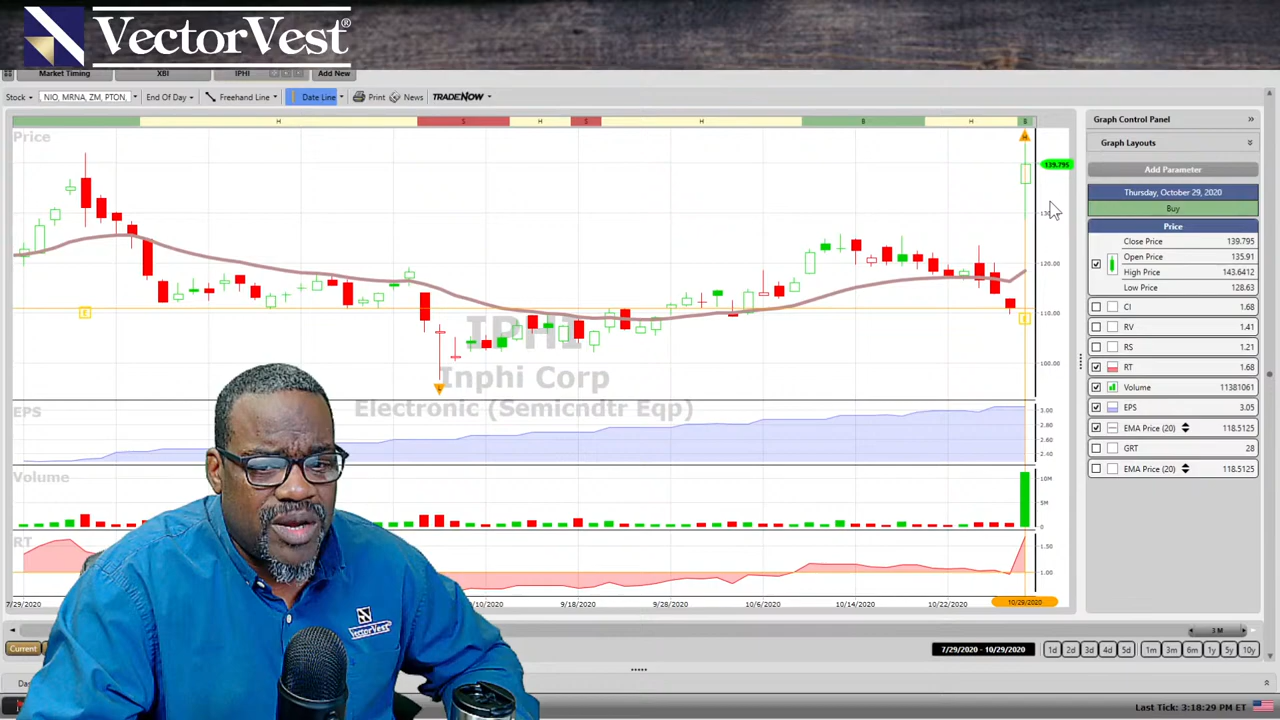 VectorVest®
Market Timing XBI IPHI Add New
Stock NIO, MRNA, ZM, PTON, End Of Day Freehand Line Date Line Print News TRADENOW
H S H S H B H B
Price
139.795
130
120.00
110.00
100.00
E
IPHI
Inphi Corp
Electronic (Semicndtr Eqp)
EPS
3.00
2.80
2.60
2.40
Volume
10M
5M
0
RT
1.50
1.00
7/29/2020 /10/2020 9/18/2020 9/28/2020 10/6/2020 10/14/2020 10/22/2020 10/29/2020
3 M
Current 7/29/2020 - 10/29/2020 1d 2d 3d 4d 5d 1m 3m 6m 1y 5y 10y
Graph Control Panel
Graph Layouts
Add Parameter
Thursday, October 29, 2020
Buy
Price
Close Price 139.795
Open Price 135.91
High Price 143.6412
Low Price 128.63
CI 1.68
RV 1.41
RS 1.21
RT 1.68
Volume 11381061
EPS 3.05
EMA Price (20) 118.5125
GRT 28
EMA Price (20) 118.5125
VectorVest
Last Tick: 3:18:29 PM ET